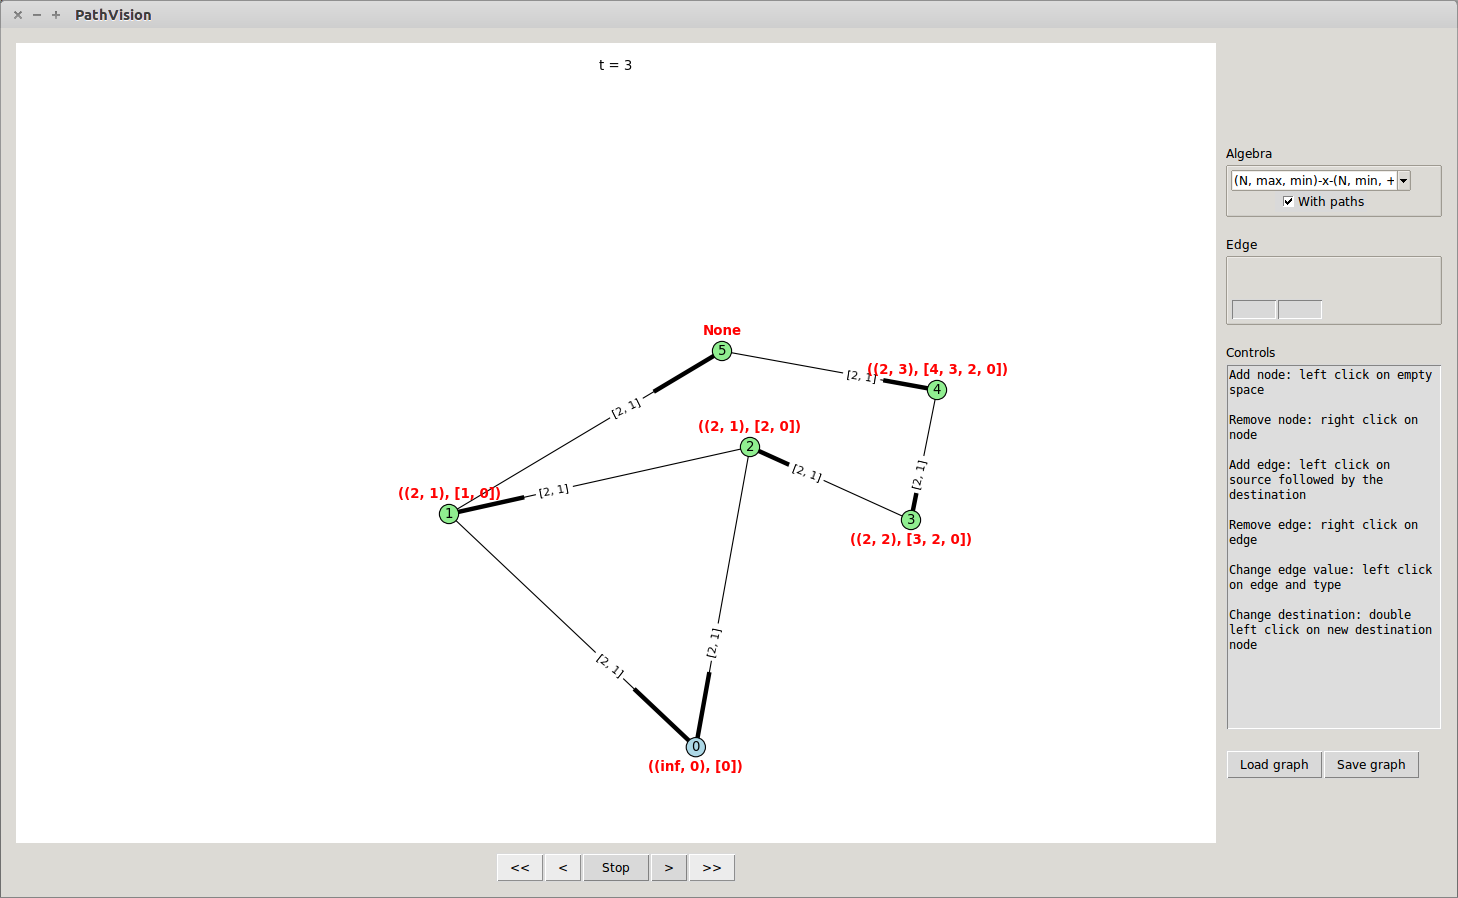 PathVision
t = 3
Algebra
(N, max, min)-x-(N, min, +
With paths
Edge
None
5
[2, 1]
((2, 3), [4, 3, 2, 0])
4
[2, 1]
((2, 1), [2, 0])
2
[2, 1]
[2, 1]
((2, 1), [1, 0])
[2, 1]
1
3
((2, 2), [3, 2, 0])
[2, 1]
[2, 1]
0
((inf, 0), [0])
Controls
Add node: left click on empty
space
Remove node: right click on
node
Add edge: left click on
source followed by the
destination
Remove edge: right click on
edge
Change edge value: left click
on edge and type
Change destination: double
left click on new destination
node
Load graph
Save graph
<<
<
Stop
>
>>